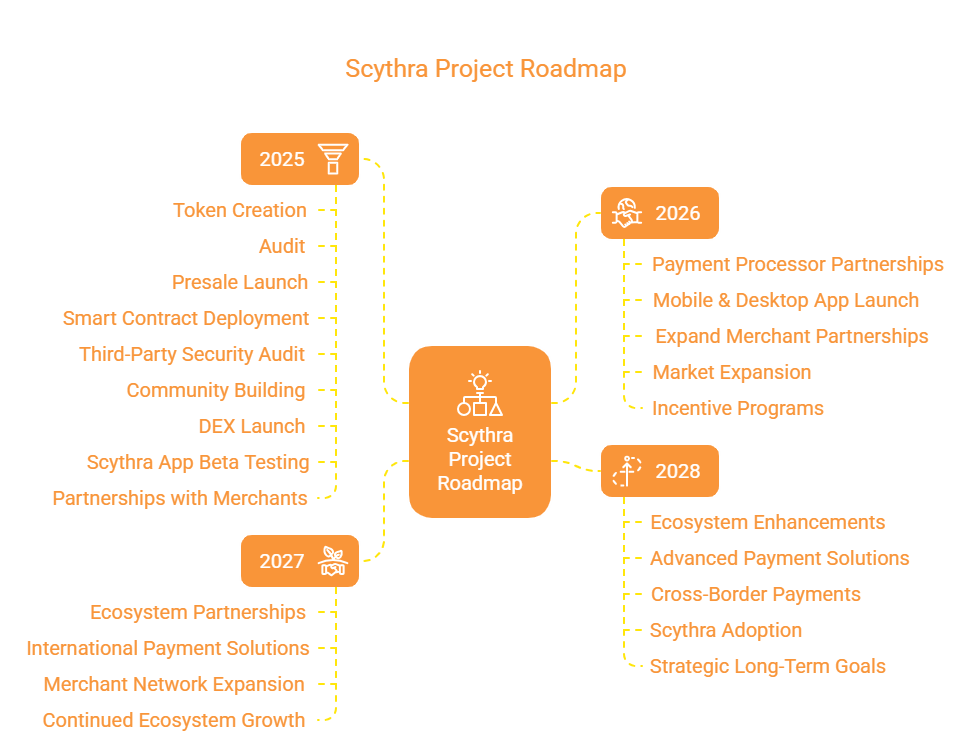 Scythra Project Roadmap
2025
Token Creation
Audit
Presale Launch
Smart Contract Deployment
Third-Party Security Audit
Community Building
DEX Launch
Scythra App Beta Testing
Partnerships with Merchants
2026
Payment Processor Partnerships
Mobile & Desktop App Launch
Expand Merchant Partnerships
Market Expansion
Incentive Programs
Scythra
Project
Roadmap
2027
Ecosystem Partnerships
International Payment Solutions
Merchant Network Expansion
Continued Ecosystem Growth
2028
Ecosystem Enhancements
Advanced Payment Solutions
Cross-Border Payments
Scythra Adoption
Strategic Long-Term Goals